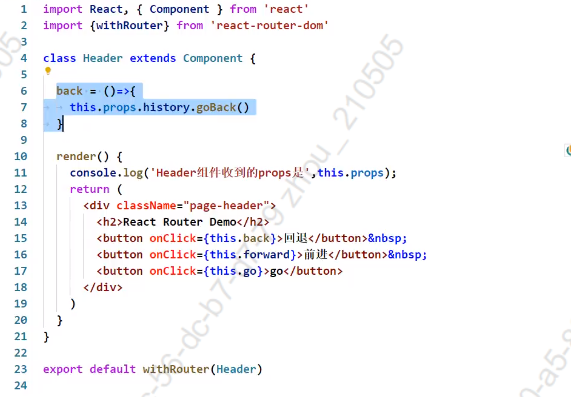 1 import React, { Component } from 'react'
2 import {withRouter} from 'react-router-dom'
3
4 class Header extends Component {
5
6 back = ()=>{
7 this.props.history.goBack()
8 }
9
10 render() {
11 console.log('Header组件收到的props是',this.props);
12 return (
13 <div className="page-header">
14 <h2>React Router Demo</h2>
15 <button onClick={this.back}>回退</button>&nbsp;
16 <button onClick={this.forward}>前进</button>&nbsp;
17 <button onClick={this.go}>go</button>
18 </div>
19 )
20 }
21 }
22
23 export default withRouter(Header)
24
zhou_ 210505